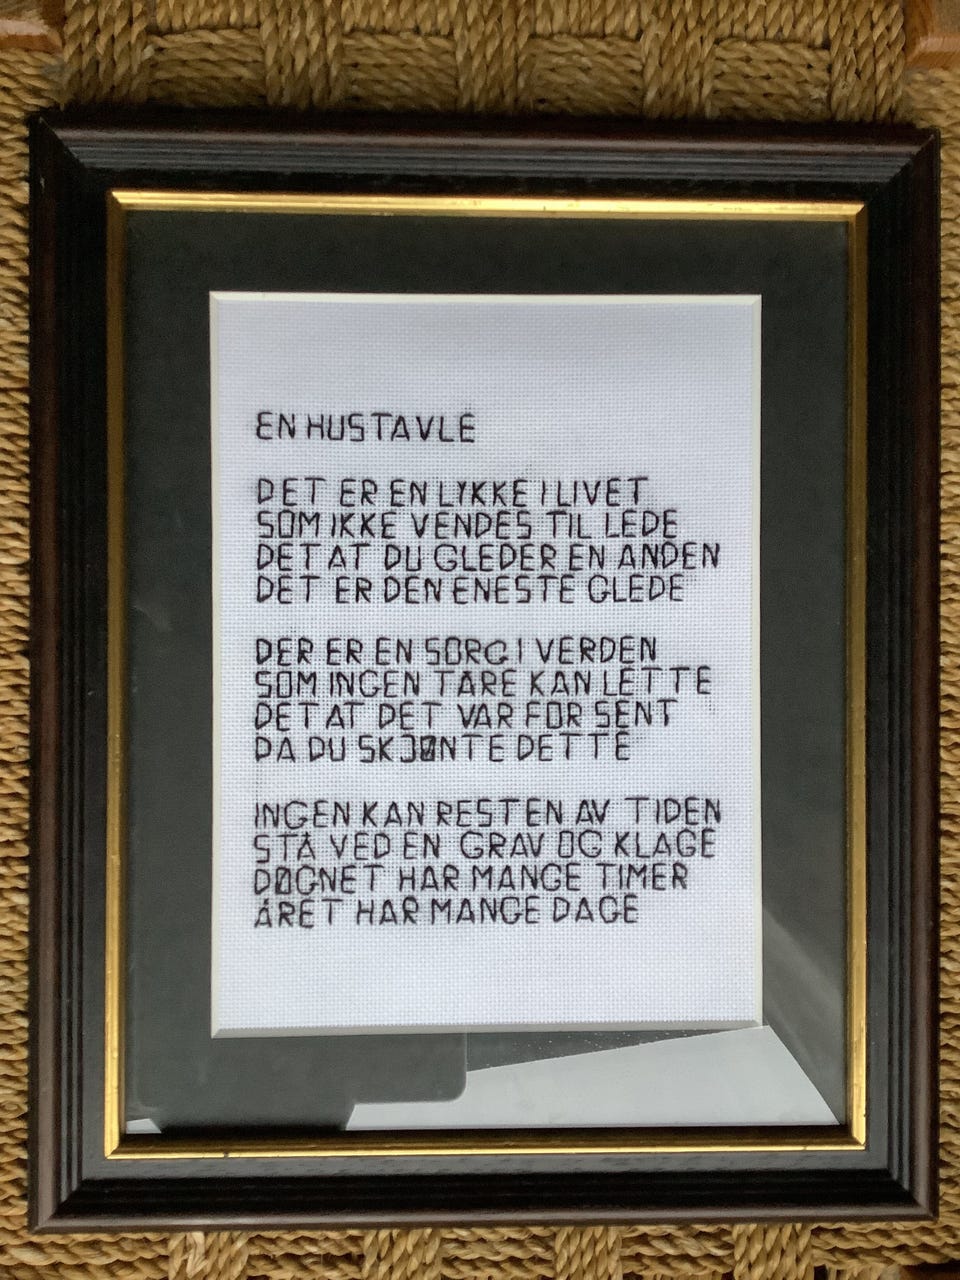 EN HUSTAVLE
DET ER EN LYKKE I LIVET
SOM IKKE VENDES TIL LEDE
DET AT DU GLEDER EN ANDEN
DET ER DEN ENESTE GLEDE
DER ER EN SORG I VERDEN
SOM INGEN TARE KAN LETTE
DET AT DET VAR FOR SENT
DA DU SKJØNTE DETTE
INGEN KAN RESTEN AV TIDEN
STÅ VED EN GRAV OG KLAGE
DØGNET HAR MANGE TIMER
ÅRET HAR MANGE DAGE